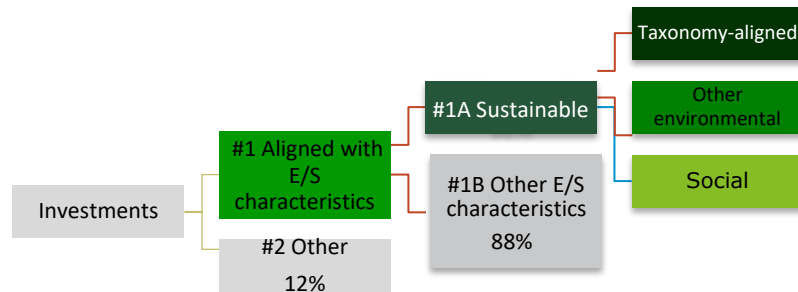 Taxonomy-aligned
#1A Sustainable
Other
environmental
#1 Aligned with
E/S
characteristics
#1B Other E/S
characteristics
88%
Social
Investments
#2 Other
12%